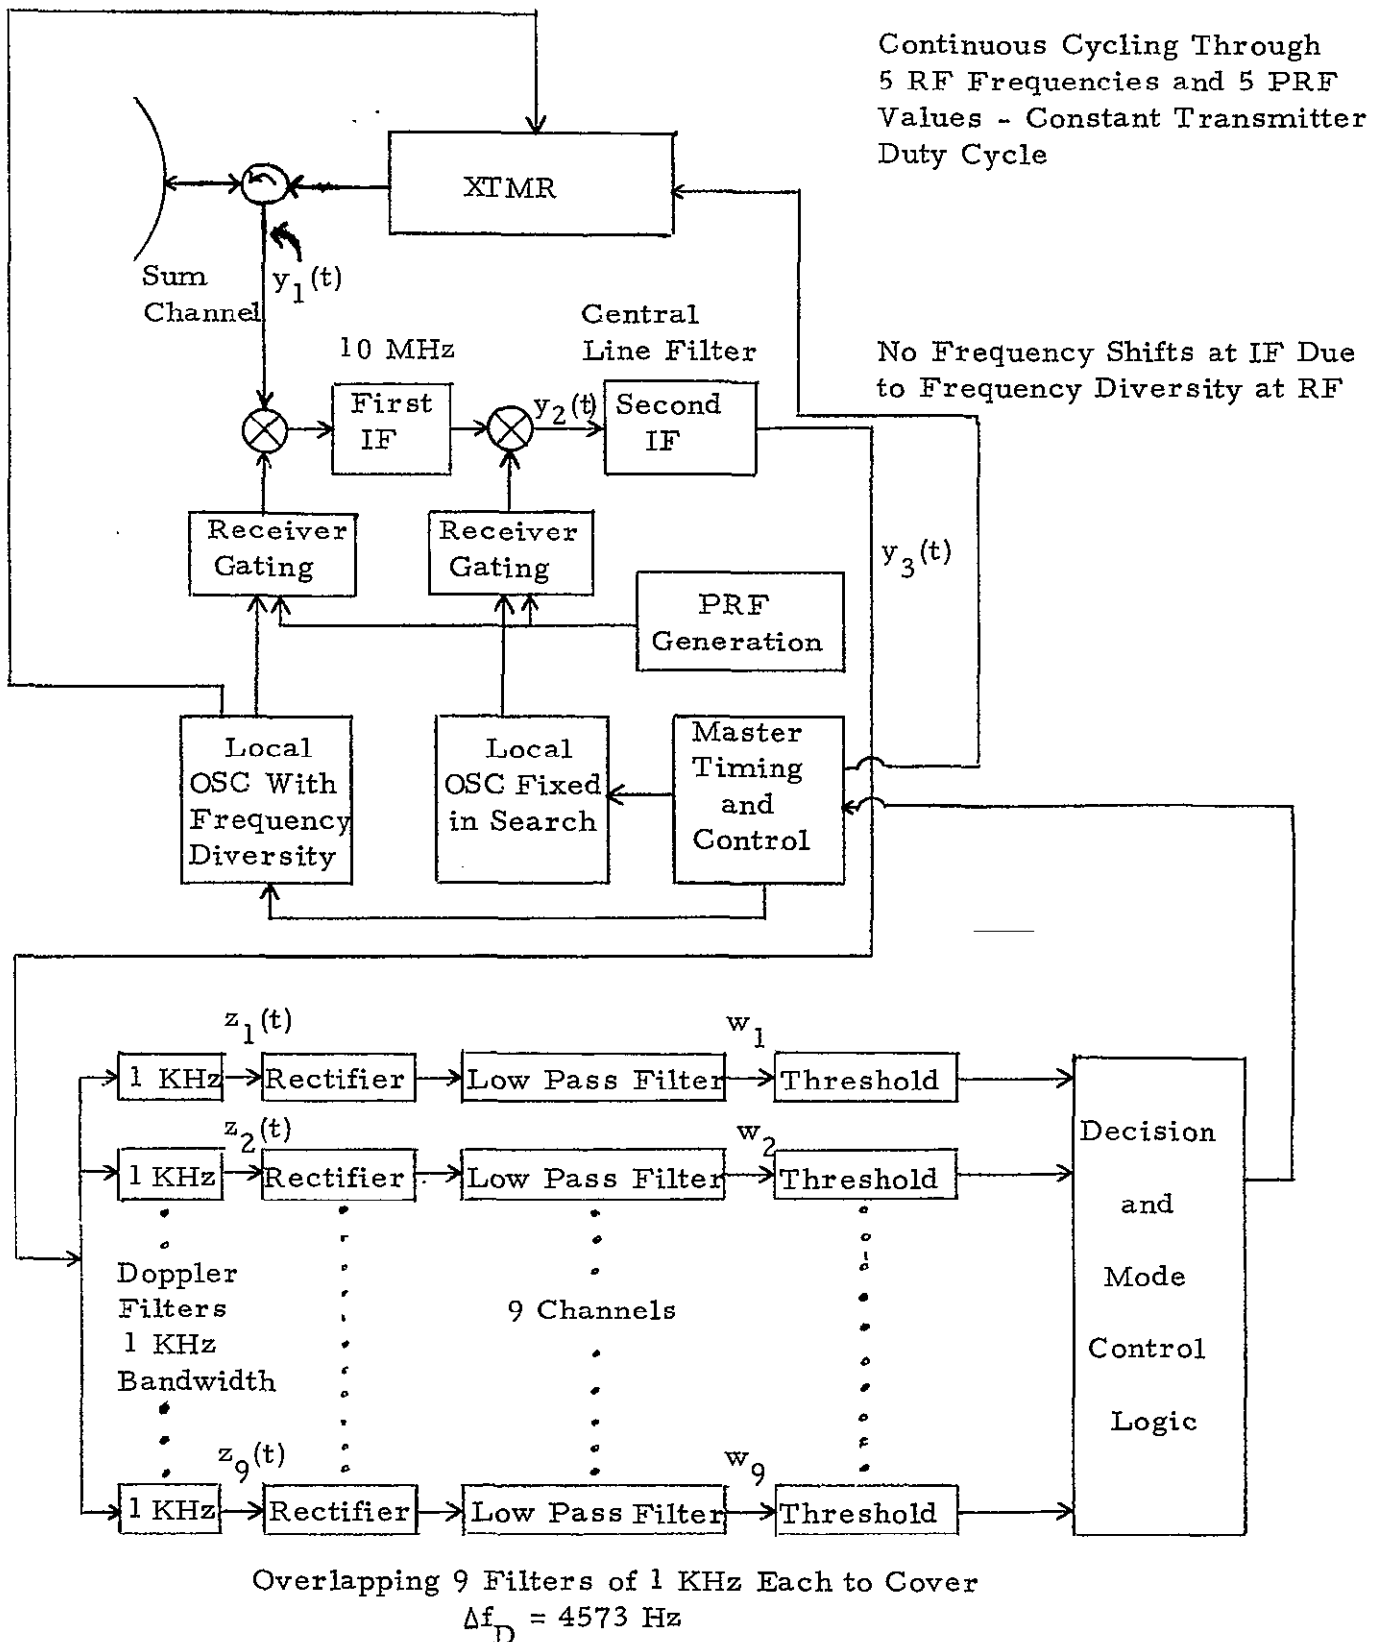 Continuous Cycling Through
5 RF Frequencies and 5 PRF
Values - Constant Transmitter
Duty Cycle
XTMR
Sum
Channel
y1(t)
10 MHz
Central
Line Filter
No Frequency Shifts at IF Due
to Frequency Diversity at RF
First
IF
y2(t)
Second
IF
Receiver
Gating
Receiver
Gating
y3(t)
PRF
Generation
Local
OSC With
Frequency
Diversity
Local
OSC Fixed
in Search
Master
Timing
and
Control
z1(t)
w1
1 KHz
Rectifier
Low Pass Filter
Threshold
z2(t)
w2
1 KHz
Rectifier
Low Pass Filter
Threshold
Decision
and
Mode
Control
Logic
Doppler
Filters
1 KHz
Bandwidth
9 Channels
z9(t)
w9
1 KHz
Rectifier
Low Pass Filter
Threshold
Overlapping 9 Filters of 1 KHz Each to Cover
ΔfD = 4573 Hz